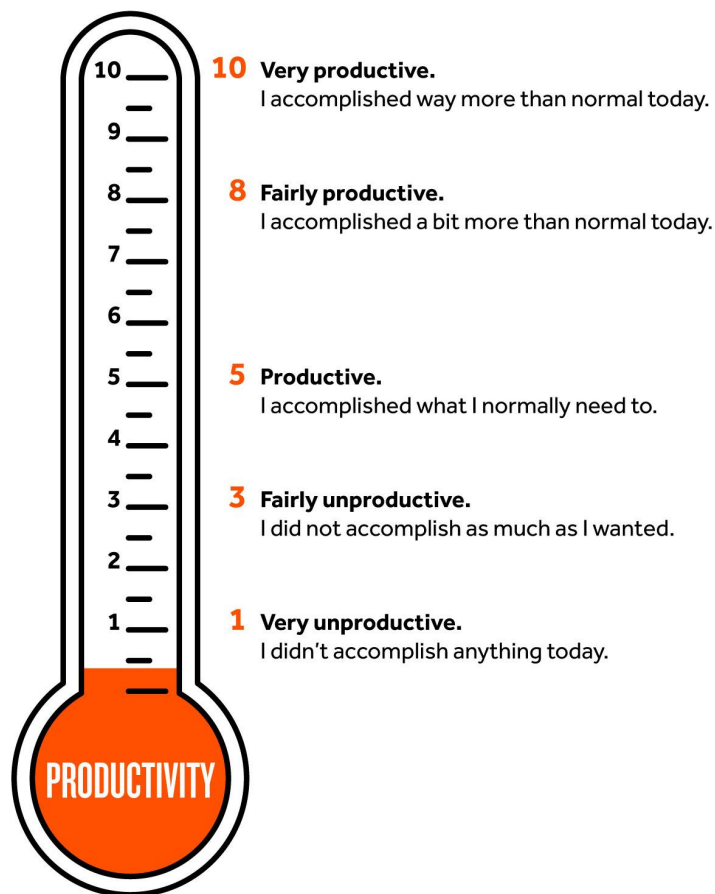 10
10 Very productive.
I accomplished way more than normal today.
9
8
8 Fairly productive.
I accomplished a bit more than normal today.
7
6
5
5 Productive.
I accomplished what I normally need to.
4
3
3 Fairly unproductive.
I did not accomplish as much as I wanted.
2
1
1 Very unproductive.
I didn’t accomplish anything today.
PRODUCTIVITY